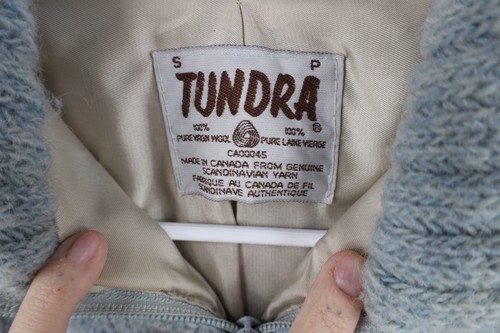 S P
TUNDRA®
100% 100%
PURE VIRGIN WOOL PURE LAINE VIERGE
CA00045
MADE IN CANADA FROM GENUINE
SCANDINAVIAN YARN
FABRIQUE AU CANADA DE FIL
SCANDINAVE AUTHENTIQUE